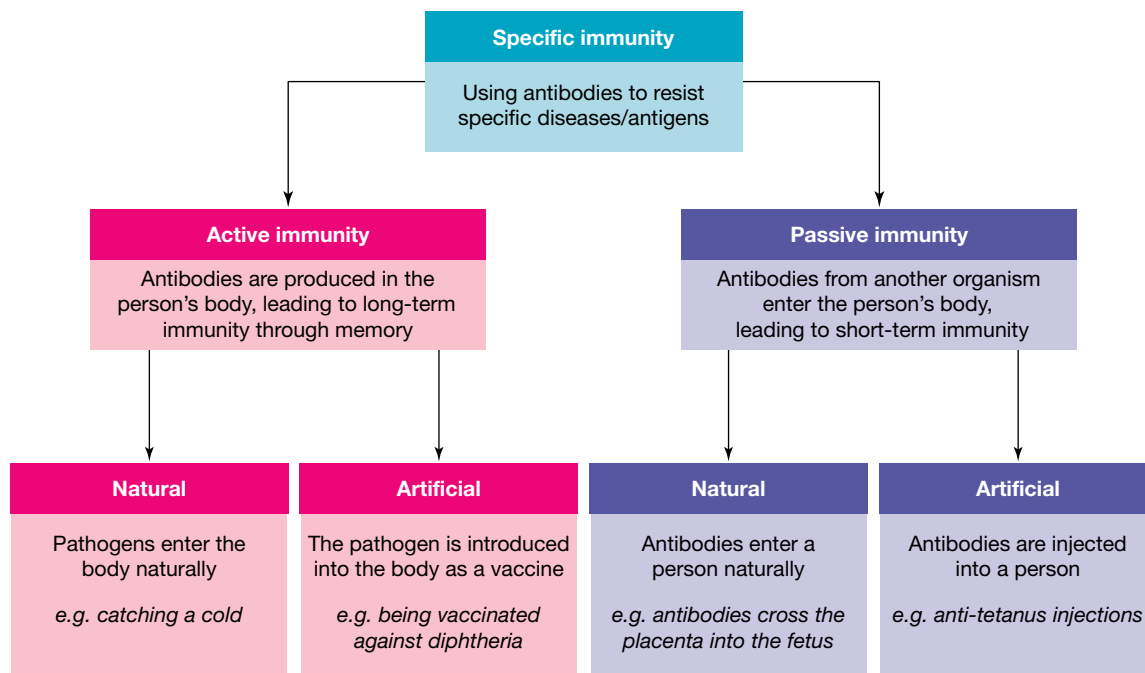 Specific immunity
Using antibodies to resist
specific diseases/antigens
Active immunity
Antibodies are produced in the
person’s body, leading to long-term
immunity through memory
Passive immunity
Antibodies from another organism
enter the person’s body,
leading to short-term immunity
Natural
Pathogens enter the
body naturally
e.g. catching a cold
Artificial
The pathogen is introduced
into the body as a vaccine
e.g. being vaccinated
against diphtheria
Natural
Antibodies enter a
person naturally
e.g. antibodies cross the
placenta into the fetus
Artificial
Antibodies are injected
into a person
e.g. anti-tetanus injections